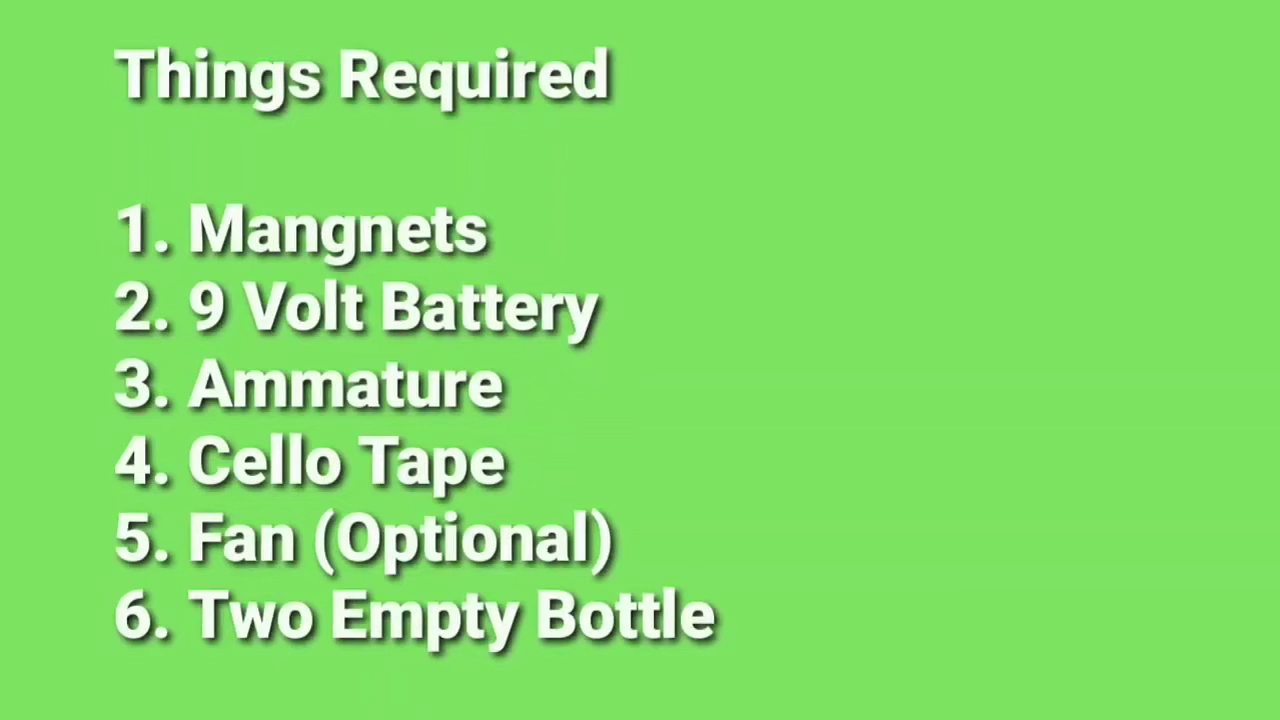 Things Required
1. Mangnets
2. 9 Volt Battery
3. Ammature
4. Cello Tape
5. Fan (Optional)
6. Two Empty Bottle